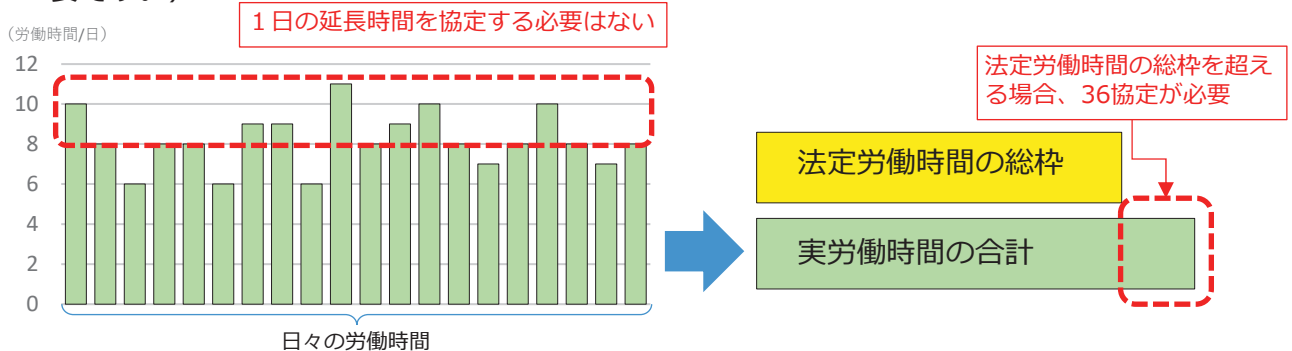 １日の延長時間を協定する必要はない
（労働時間/日）
12
10
8
6
4
2
0
日々の労働時間
法定労働時間の総枠を超え
る場合、36協定が必要
法定労働時間の総枠
実労働時間の合計